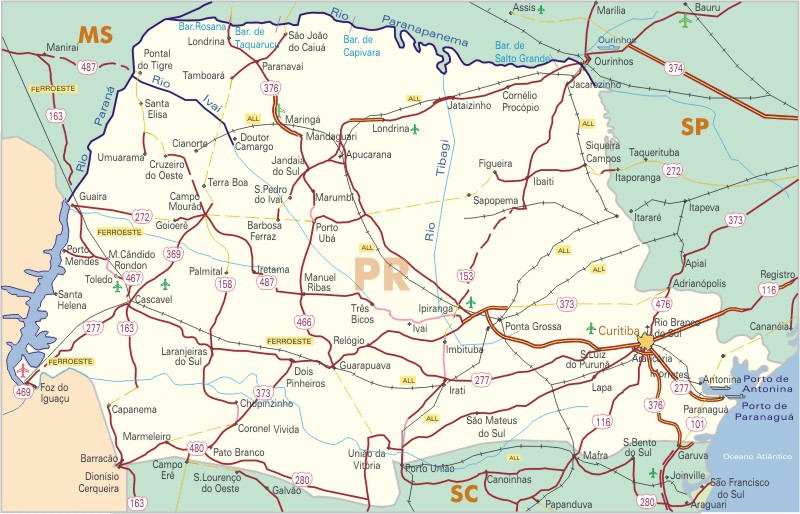 Assis
Marília
Bauru
MS
Bar.Rosana
Rio Paranapanema
Londrina
Bar. de
Taquaruçu
São João
do Caiuá
Bar. de
Capivara
Bar. de
Salto Grande
Ourinhos
Ourinhos
374
Manirai
487
Pontal
do Tigre
Paranavaí
Tamboará
Rio Ivaí
376
Jacarezinho
FERROESTE
163
Rio Paraná
Santa
Elisa
ALL
Maringá
ALL
Jataizinho
Cornélio
Procópio
Londrina
ALL
SP
Doutor
Camargo
Mandaguari
Cianorte
Umuarama
Cruzeiro
do Oeste
Jandaia
do Sul
Apucarana
Rio Tibagi
Siqueira
Campos
Taquerituba
272
Itaporanga
Figueira
Ibaiti
Terra Boa
Guaíra
Campo
Mourão
S.Pedro
do Ivaí
Marumbi
Sapopema
272
Goioerê
Barbosa
Ferraz
Porto
Ubá
Itararé
Itapeva
373
FERROESTE
Porto
Mendes
M.Cândido
Rondon
369
ALL
ALL
ALL
PR
Apiai
Toledo
467
Palmital
158
Iretama
487
Manuel
Ribas
153
Adrianópolis
Registro
116
Santa
Helena
Cascavel
Três
Bicos
Ipiranga
373
476
277
163
466
Ivaí
Ponta Grossa
Curitiba
Rio Branco
do Sul
Cananéia
FERROESTE
Relógio
Imbituba
FERROESTE
Laranjeiras
do Sul
S.Luiz
do Purunã
Araucária
469
Foz do
Iguaçu
Dois
Pinheiros
Guarapuava
ALL
Irati
277
Lapa
Morretes
277
Antonina
Porto de
Antonina
373
Capanema
Chopinzinho
376
Paranaguá
Porto de
Paranaguá
ALL
São Mateus
do Sul
116
101
Marmeleiro
Coronel Vivida
480
Pato Branco
União da
Vitória
S.Bento
do Sul
Garuva
Oceano Atlântico
Barracão
Dionísio
Cerqueira
Campo
Erê
Porto União
ALL
Mafra
S.Lourenço
do Oeste
280
Canoinhas
Joinville
São Francisco
do Sul
163
Galvão
SC
Papanduva
280
Araguari